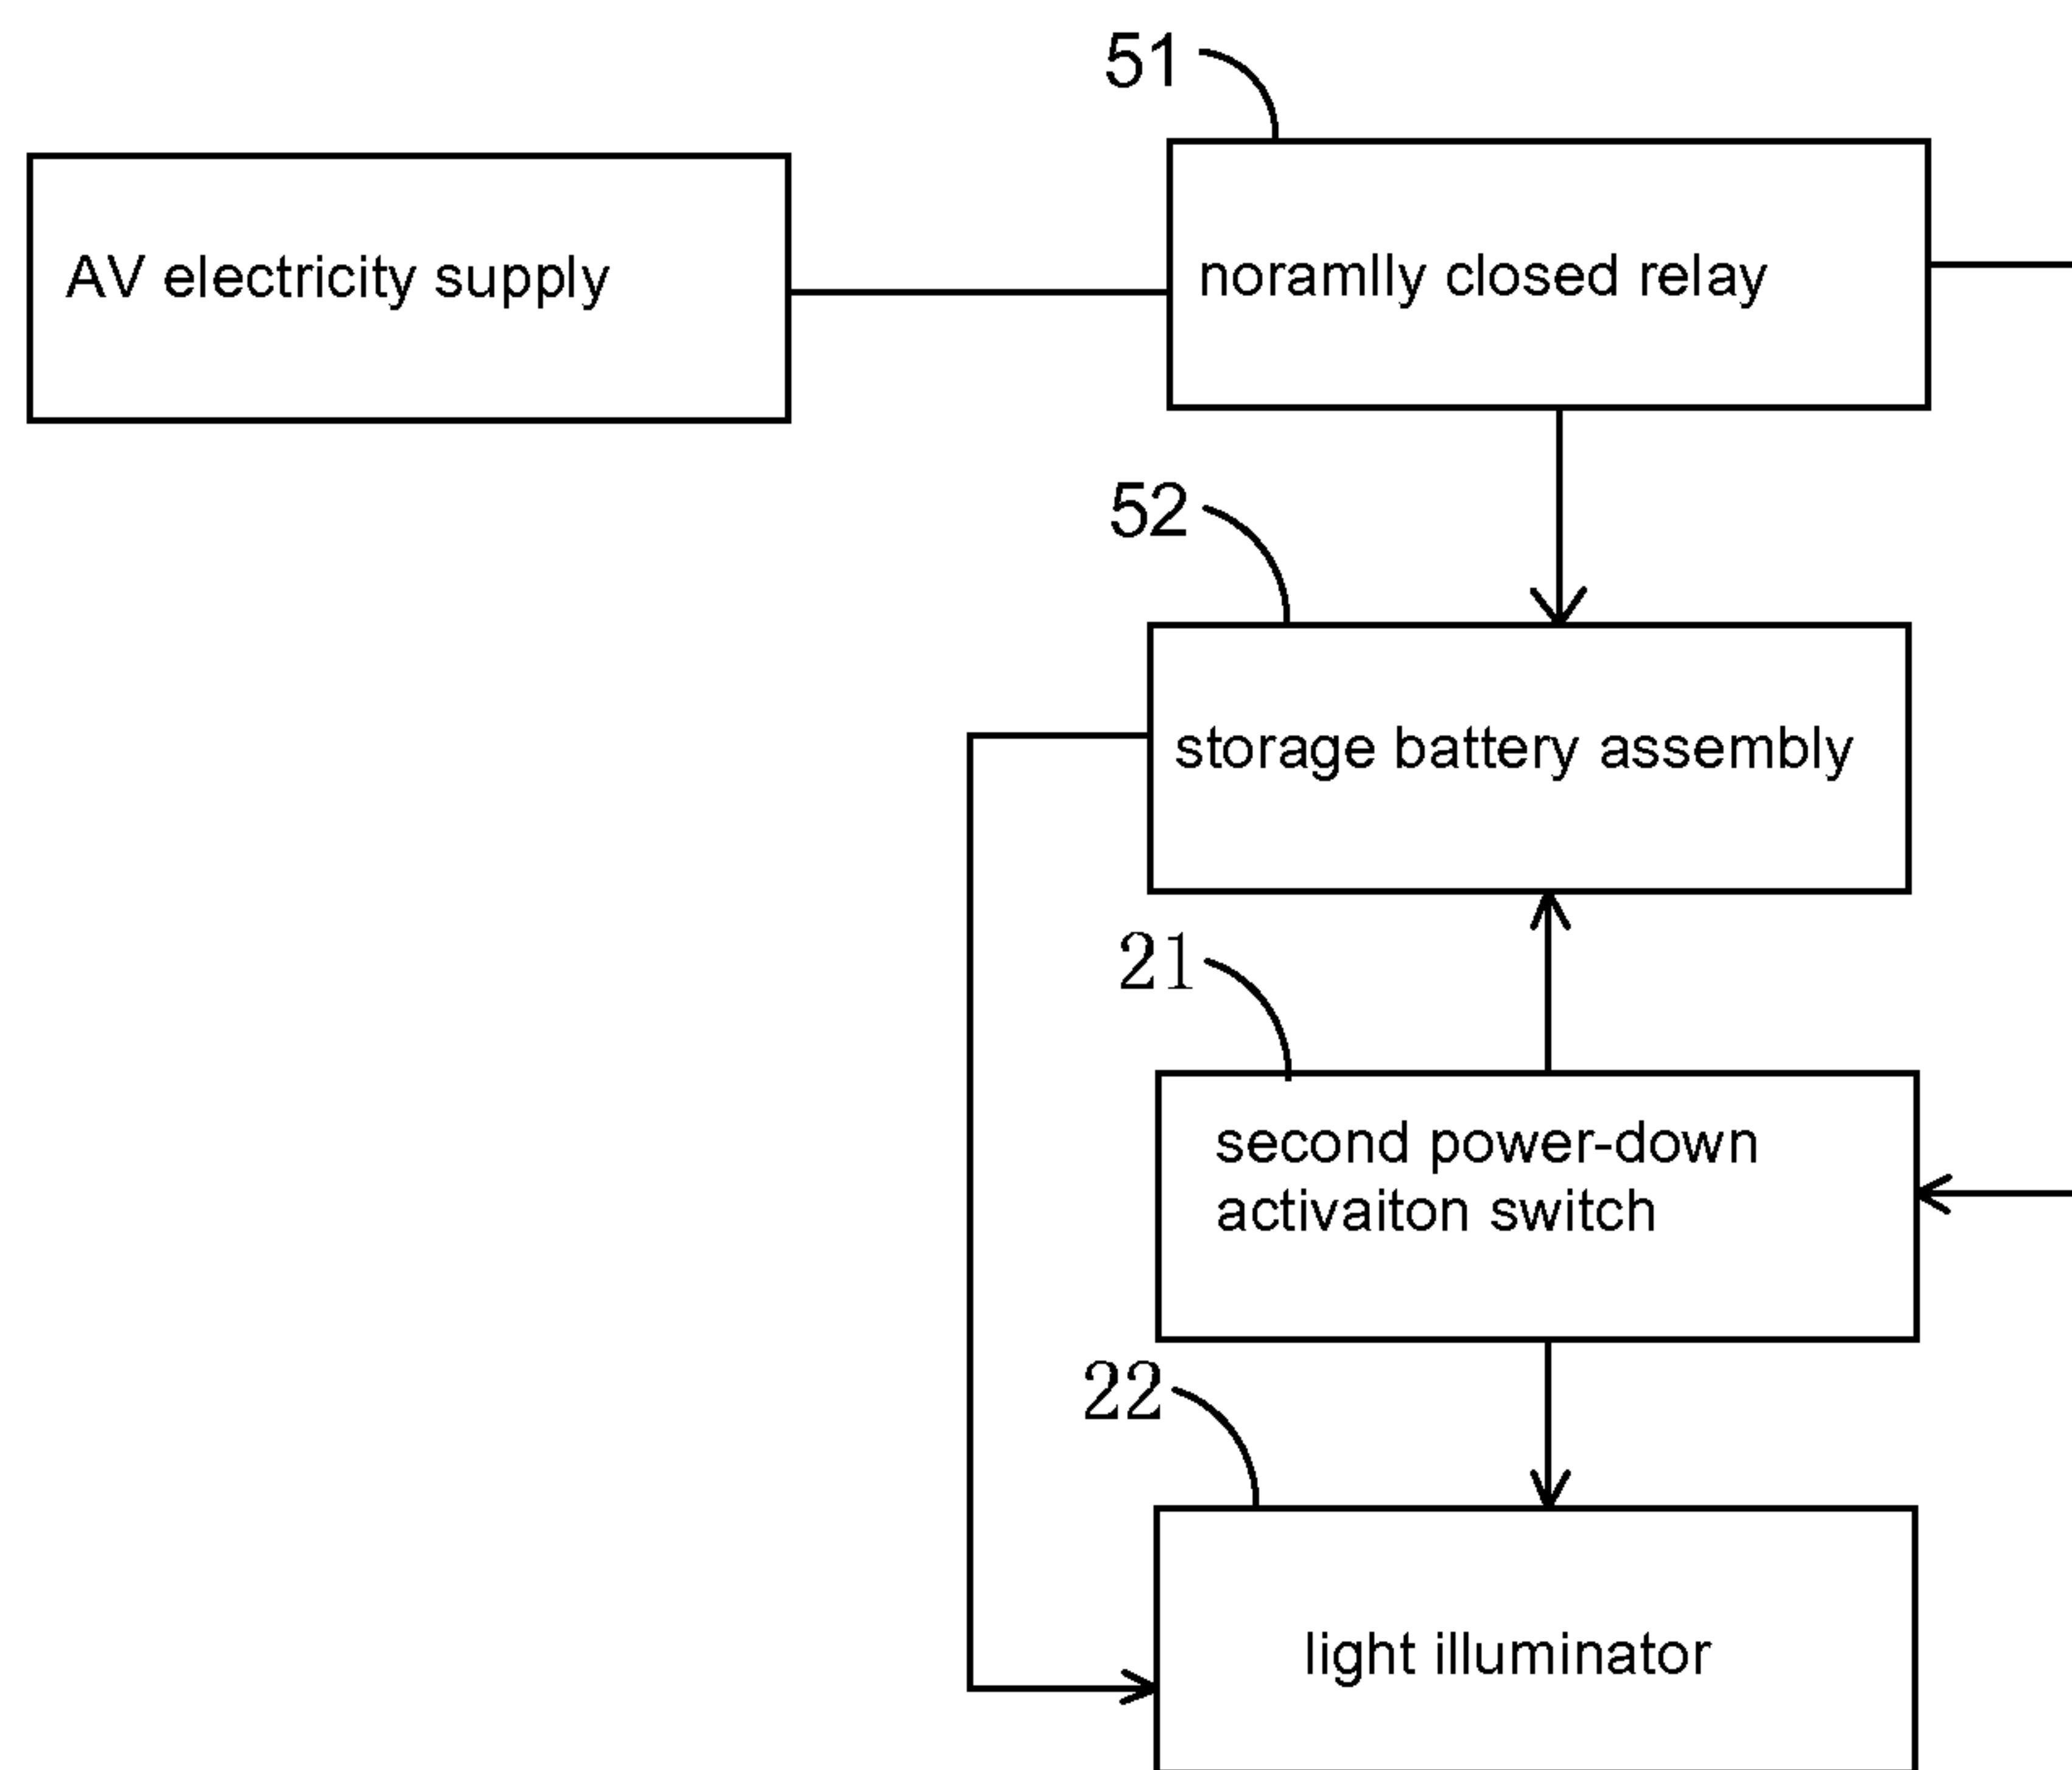 51
AV electricity supply
noramlly closed relay
52
storage battery assembly
21
second power-down
activaiton switch
22
light illuminator